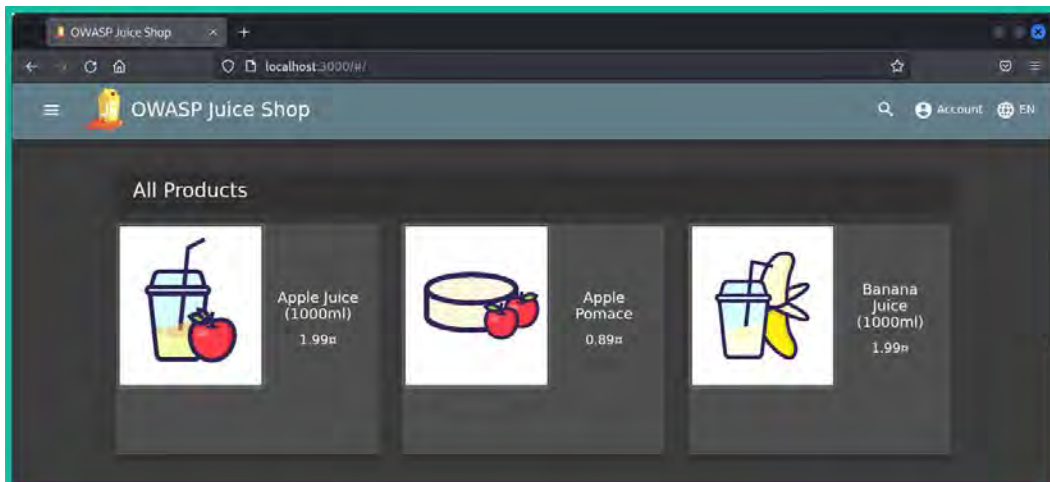 OWASP Juice Shop
localhost:3000/#/
OWASP Juice Shop
Account
EN
All Products
Apple Juice
(1000ml)
1.99¤
Apple
Pomace
0.89¤
Banana
Juice
(1000ml)
1.99¤